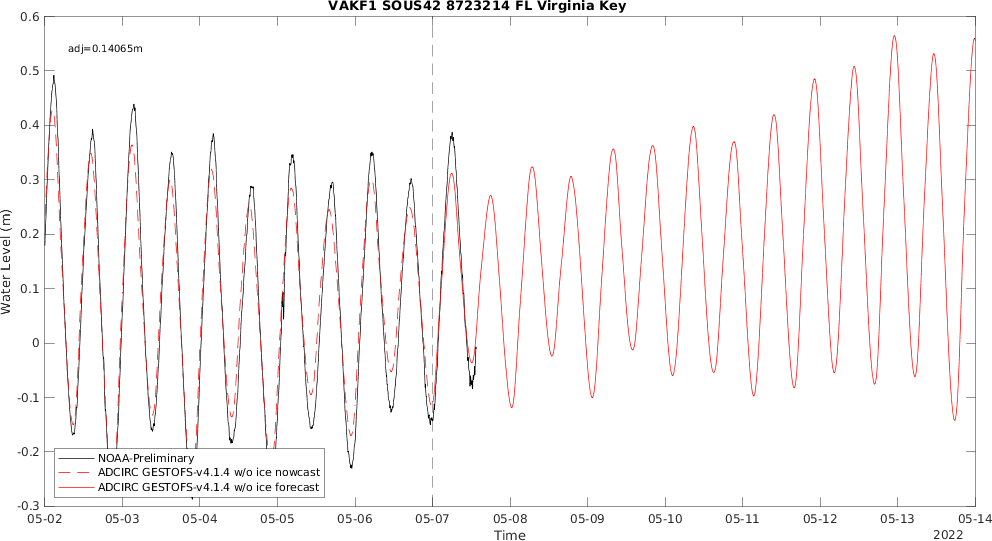 VAKF1 SOUS42 8723214 FL Virginia Key
adj=0.14065m
0.6
0.5
0.4
0.3
0.2
0.1
0
-0.1
-0.2
-0.3
Water Level (m)
NOAA-Preliminary
ADCIRC GESTOFS-v4.1.4 w/o ice nowcast
ADCIRC GESTOFS-v4.1.4 w/o ice forecast
05-02 05-03 05-04 05-05 05-06 05-07 05-08 05-09 05-10 05-11 05-12 05-13 05-14
Time
2022